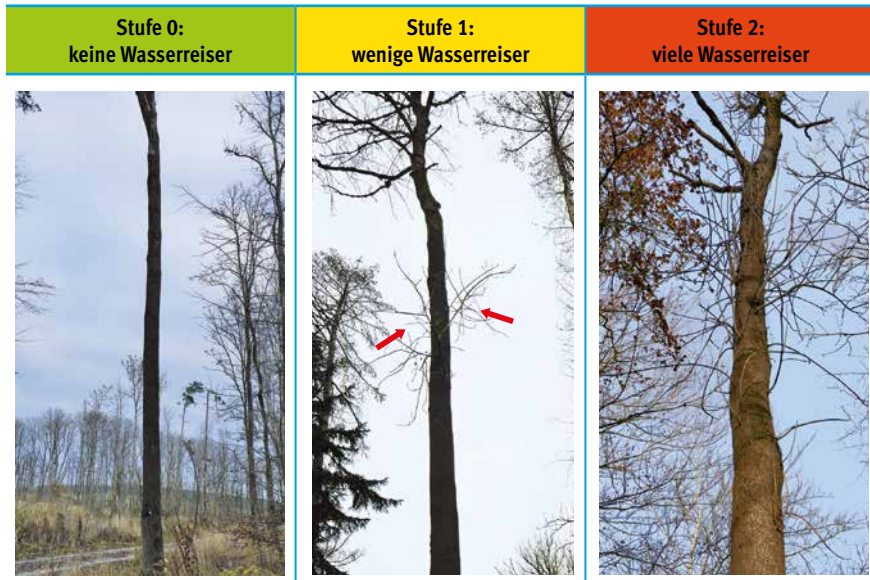 Stufe 0:
keine Wasserreiser
Stufe 1:
wenige Wasserreiser
Stufe 2:
viele Wasserreiser